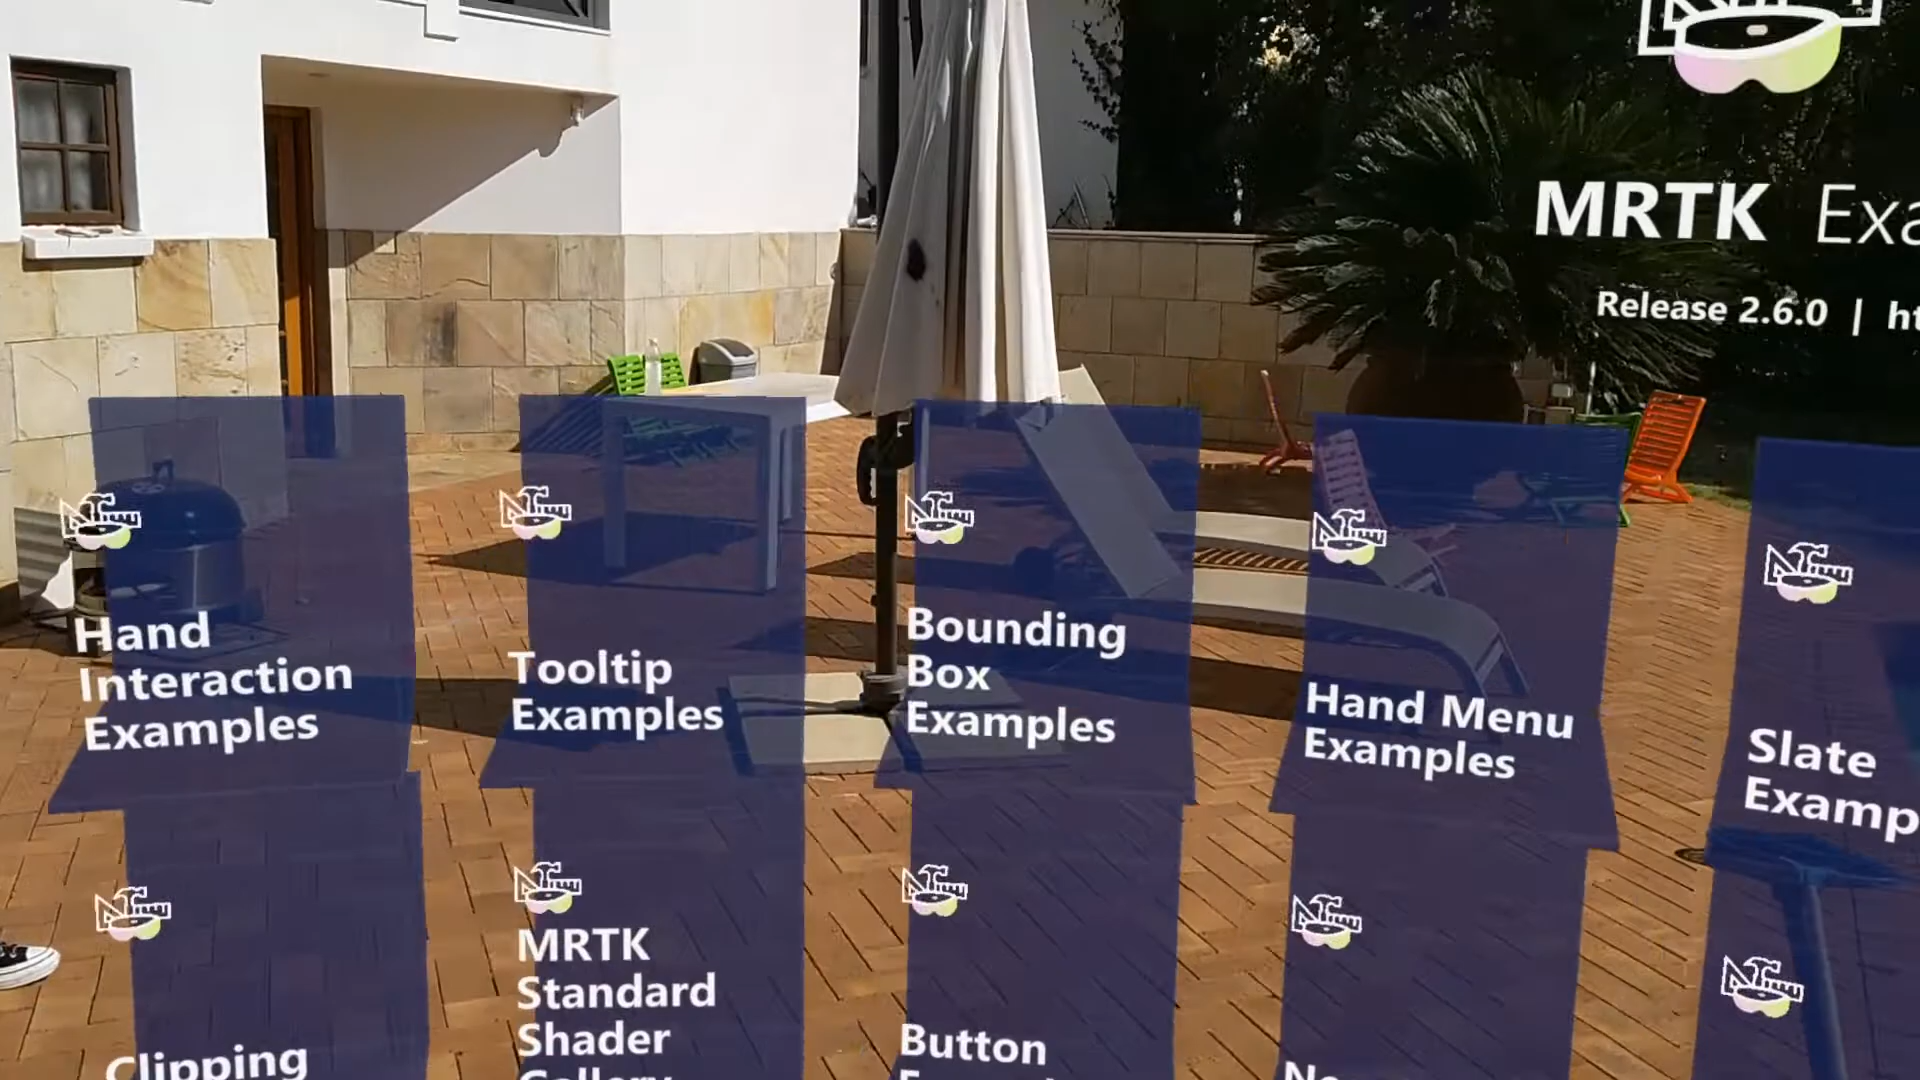 MRTK
Release 2.6.0 |
Hand
Interaction
Examples
Tooltip
Examples
Bounding
Box
Examples
Hand Menu
Examples
Slate
Clipping
MRTK
Standard
Shader
Gallery
Button